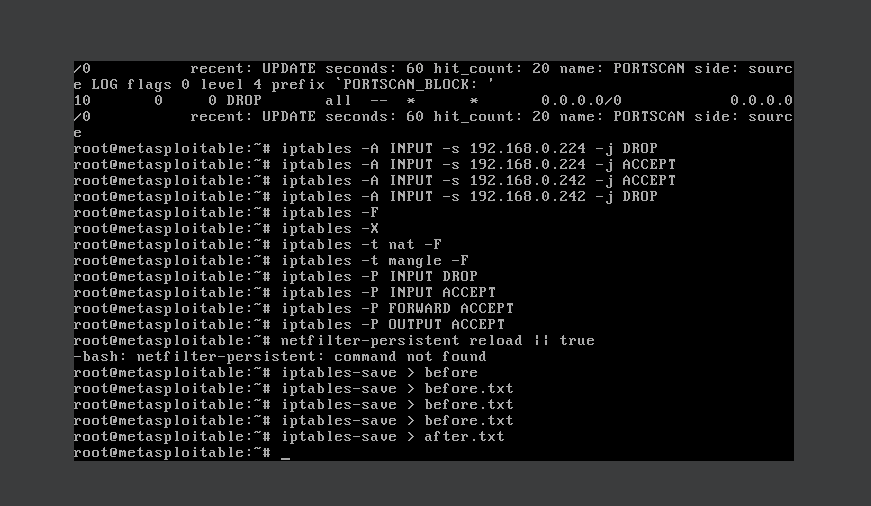 /0 recent: UPDATE seconds: 60 hit_count: 20 name: PORTSCAN side: sourc
e LOG flags 0 level 4 prefix `PORTSCAN_BLOCK: '
10 0 0 DROP all -- * * 0.0.0.0/0 0.0.0.0
/0 recent: UPDATE seconds: 60 hit_count: 20 name: PORTSCAN side: sourc
e
root@metasploitable:~# iptables -A INPUT -s 192.168.0.224 -j DROP
root@metasploitable:~# iptables -A INPUT -s 192.168.0.224 -j ACCEPT
root@metasploitable:~# iptables -A INPUT -s 192.168.0.242 -j ACCEPT
root@metasploitable:~# iptables -A INPUT -s 192.168.0.242 -j DROP
root@metasploitable:~# iptables -F
root@metasploitable:~# iptables -X
root@metasploitable:~# iptables -t nat -F
root@metasploitable:~# iptables -t mangle -F
root@metasploitable:~# iptables -P INPUT DROP
root@metasploitable:~# iptables -P INPUT ACCEPT
root@metasploitable:~# iptables -P FORWARD ACCEPT
root@metasploitable:~# iptables -P OUTPUT ACCEPT
root@metasploitable:~# netfilter-persistent reload || true
-bash: netfilter-persistent: command not found
root@metasploitable:~# iptables-save > before
root@metasploitable:~# iptables-save > before.txt
root@metasploitable:~# iptables-save > before.txt
root@metasploitable:~# iptables-save > before.txt
root@metasploitable:~# iptables-save > after.txt
root@metasploitable:~# _